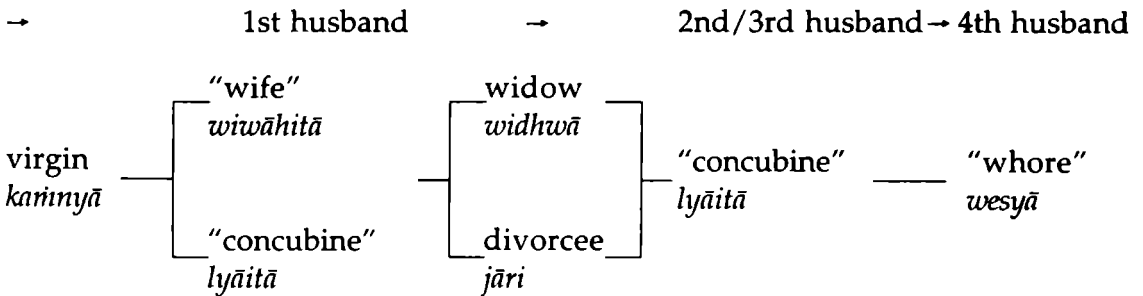 → 1st husband → 2nd/3rd husband → 4th husband
"wife" widow
wiwāhitā widhwā
virgin "concubine" "whore"
kaṁnyā lyāitā wesyā
"concubine" divorcee
lyāitā jāri